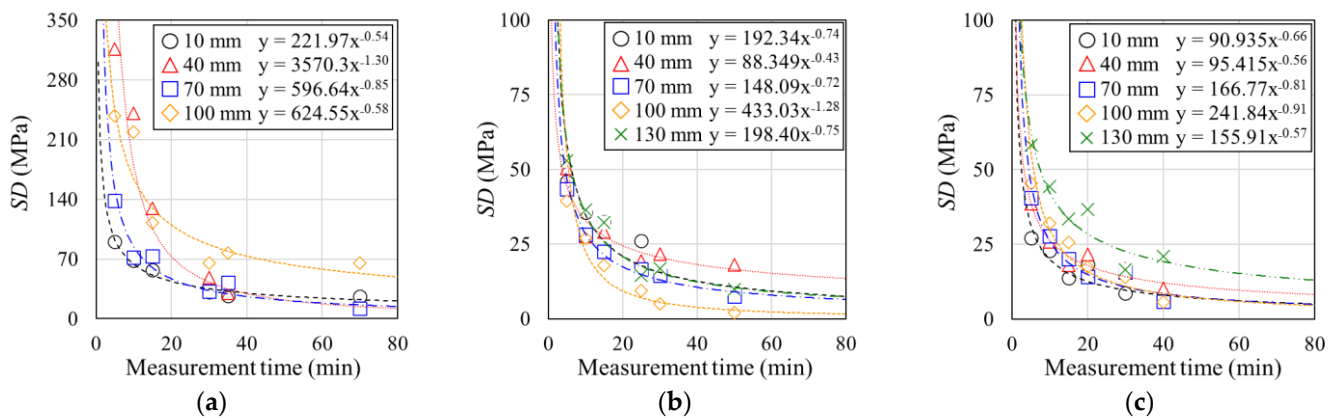 350
280
210
140
70
0
SD (MPa)
10 mm y = 221.97x^-0.54
40 mm y = 3570.3x^-1.30
70 mm y = 596.64x^-0.85
100 mm y = 624.55x^-0.58
0 20 40 60 80
Measurement time (min)
(a)
100
75
50
25
0
SD (MPa)
10 mm y = 192.34x^-0.74
40 mm y = 88.349x^-0.43
70 mm y = 148.09x^-0.72
100 mm y = 433.03x^-1.28
130 mm y = 198.40x^-0.75
0 20 40 60 80
Measurement time (min)
(b)
100
75
50
25
0
SD (MPa)
10 mm y = 90.935x^-0.66
40 mm y = 95.415x^-0.56
70 mm y = 166.77x^-0.81
100 mm y = 241.84x^-0.91
130 mm y = 155.91x^-0.57
0 20 40 60 80
Measurement time (min)
(c)